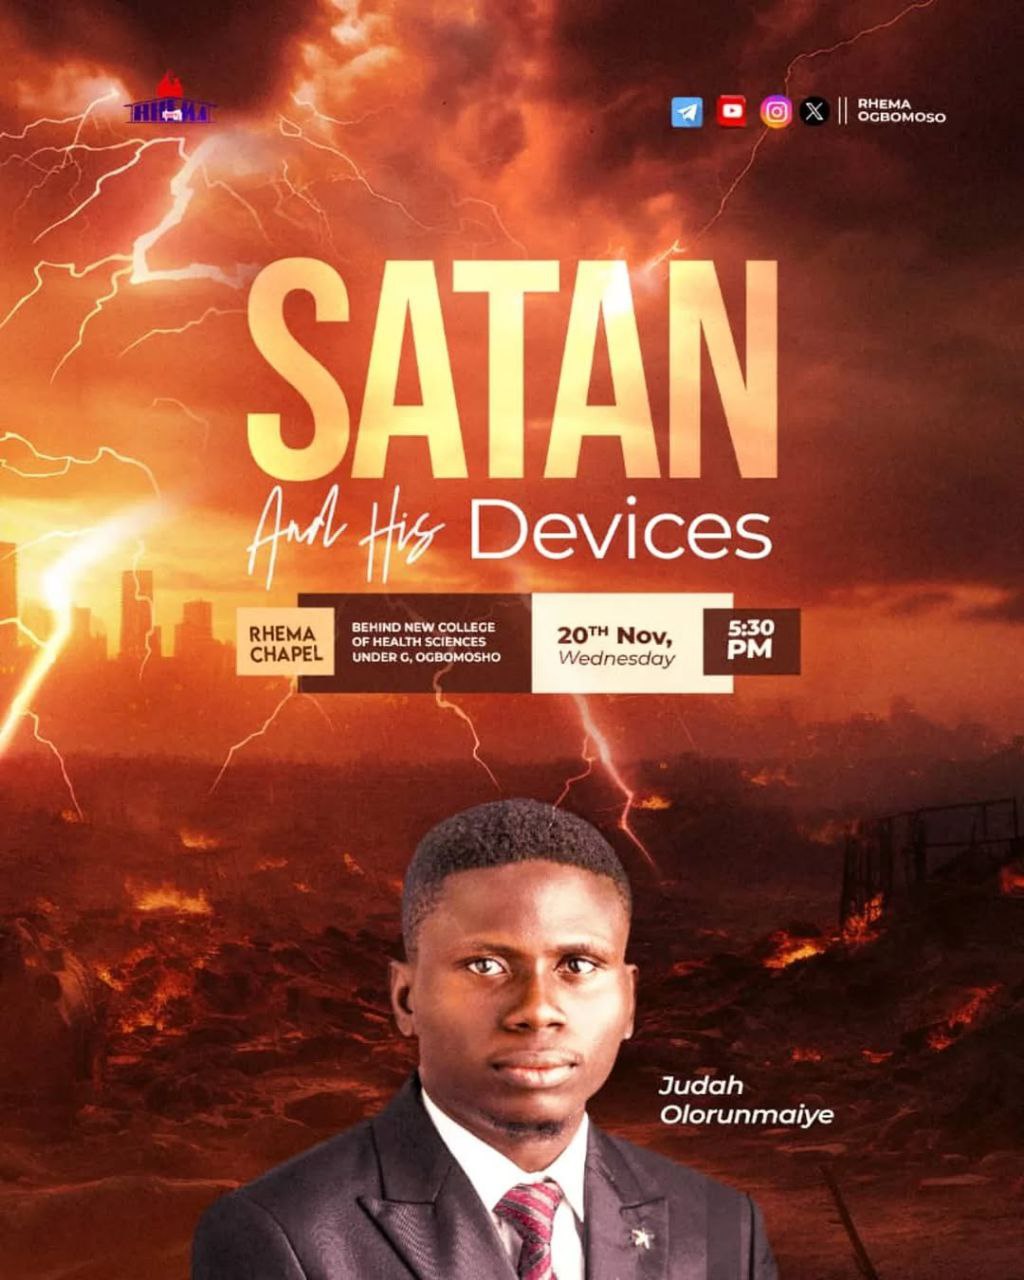 RHEMA
RHEMA
OGBOMOSO
SATAN
And His Devices
RHEMA
CHAPEL
BEHIND NEW COLLEGE
OF HEALTH SCIENCES
UNDER G, OGBOMOSHO
20TH Nov,
Wednesday
5:30
PM
Judah
Olorunmaiye